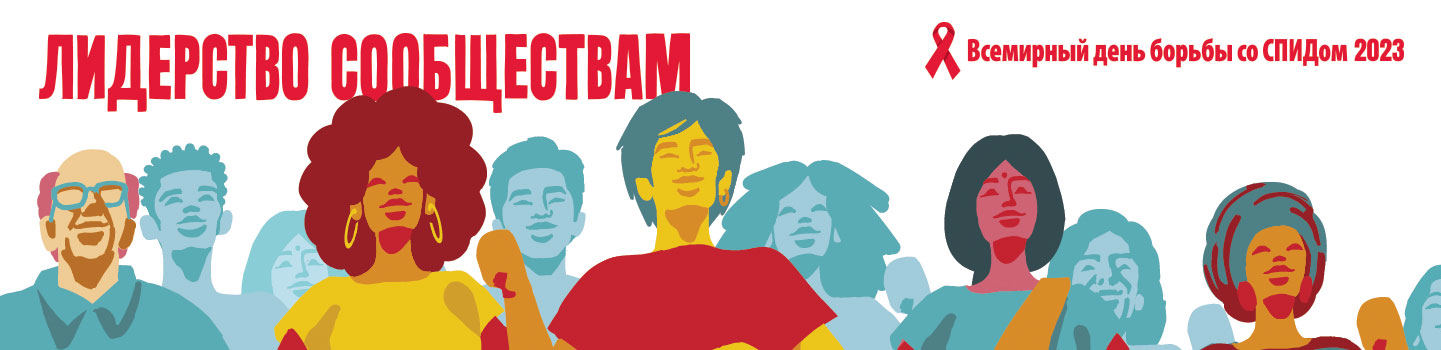 ЛИДЕРСТВО СООБЩЕСТВАМ
Всемирный день борьбы со СПИДом 2023